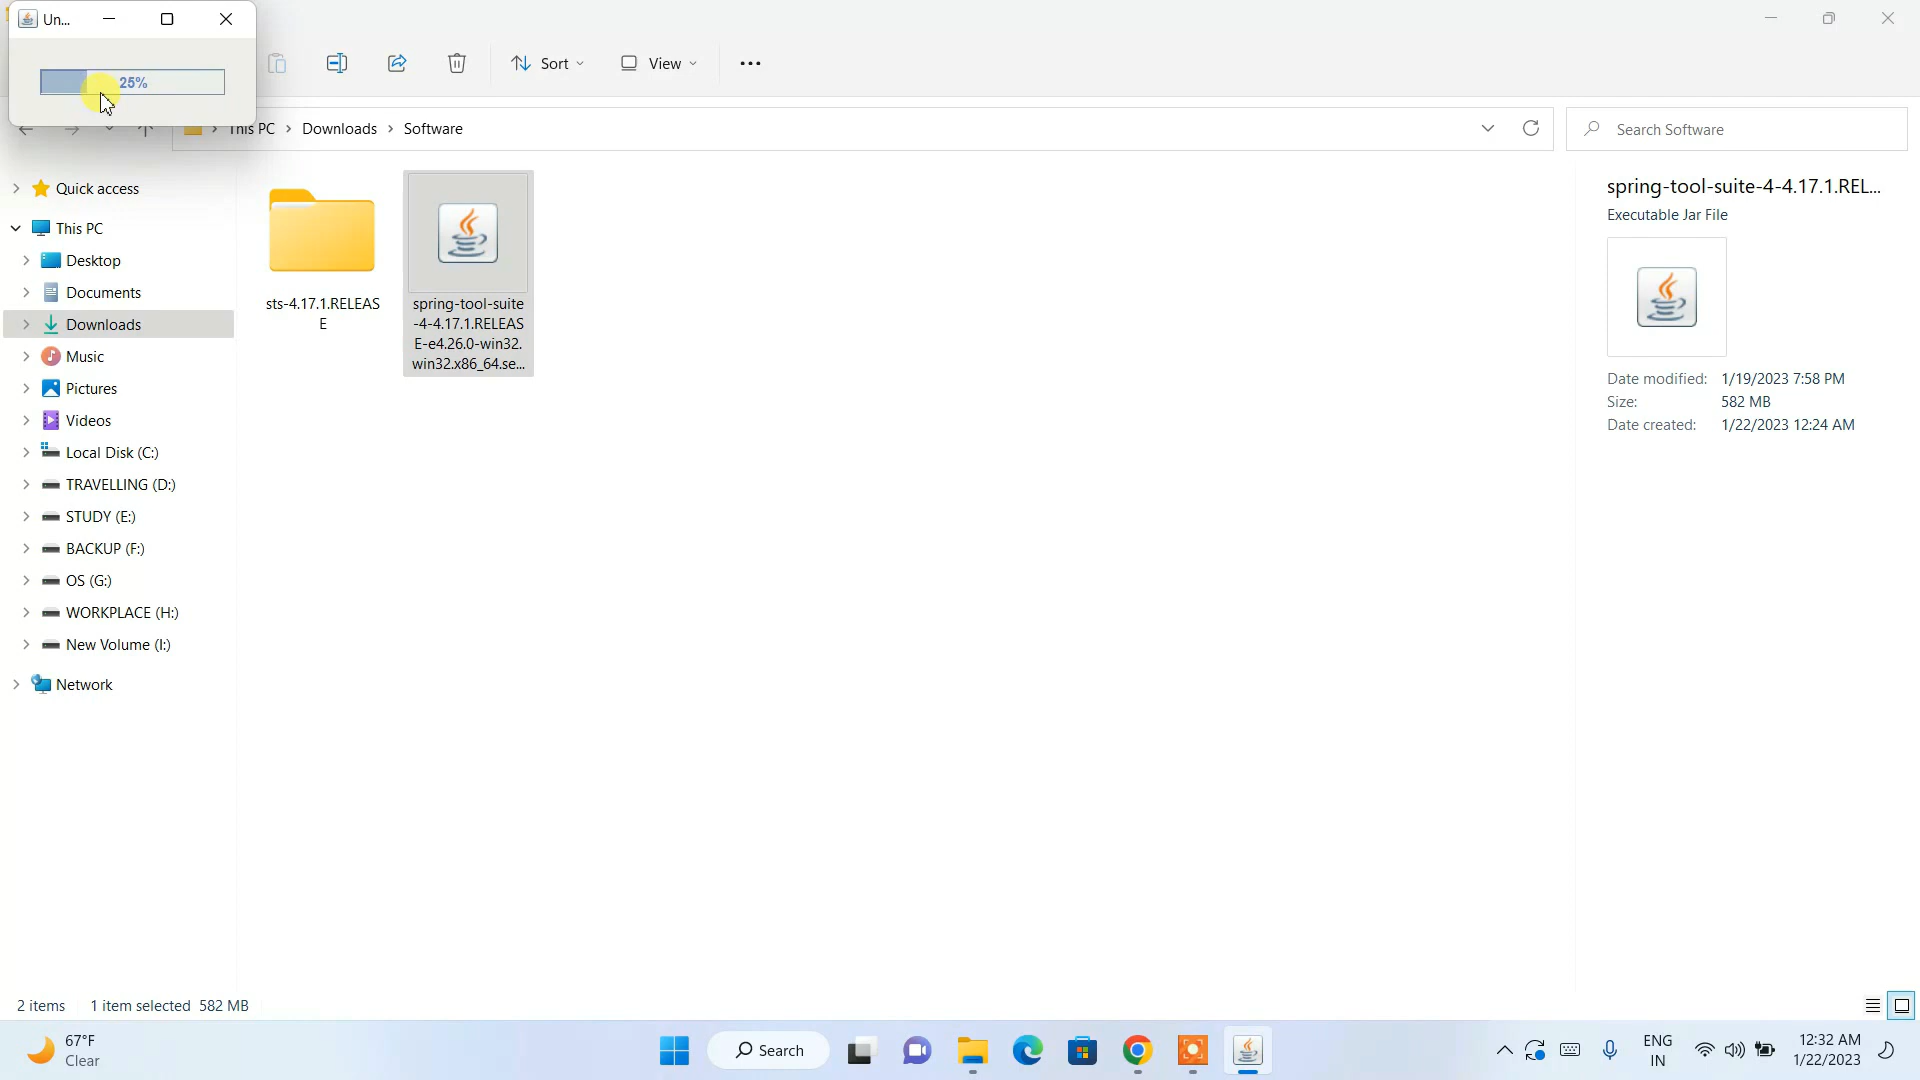 Un...
25%
Sort
View
This PC
Downloads
Software
Search Software
Quick access
This PC
Desktop
Documents
Downloads
Music
Pictures
Videos
Local Disk (C:)
TRAVELLING (D:)
STUDY (E:)
BACKUP (F:)
OS (G:)
WORKPLACE (H:)
New Volume (I:)
Network
sts-4.17.1.RELEAS
E
spring-tool-suite
-4-4.17.1.RELEAS
E-e4.26.0-win32.
win32.x86_64.se...
spring-tool-suite-4-4.17.1.REL...
Executable Jar File
Date modified: 1/19/2023 7:58 PM
Size: 582 MB
Date created: 1/22/2023 12:24 AM
2 items 1 item selected 582 MB
67°F
Clear
Search
ENG
IN
12:32 AM
1/22/2023